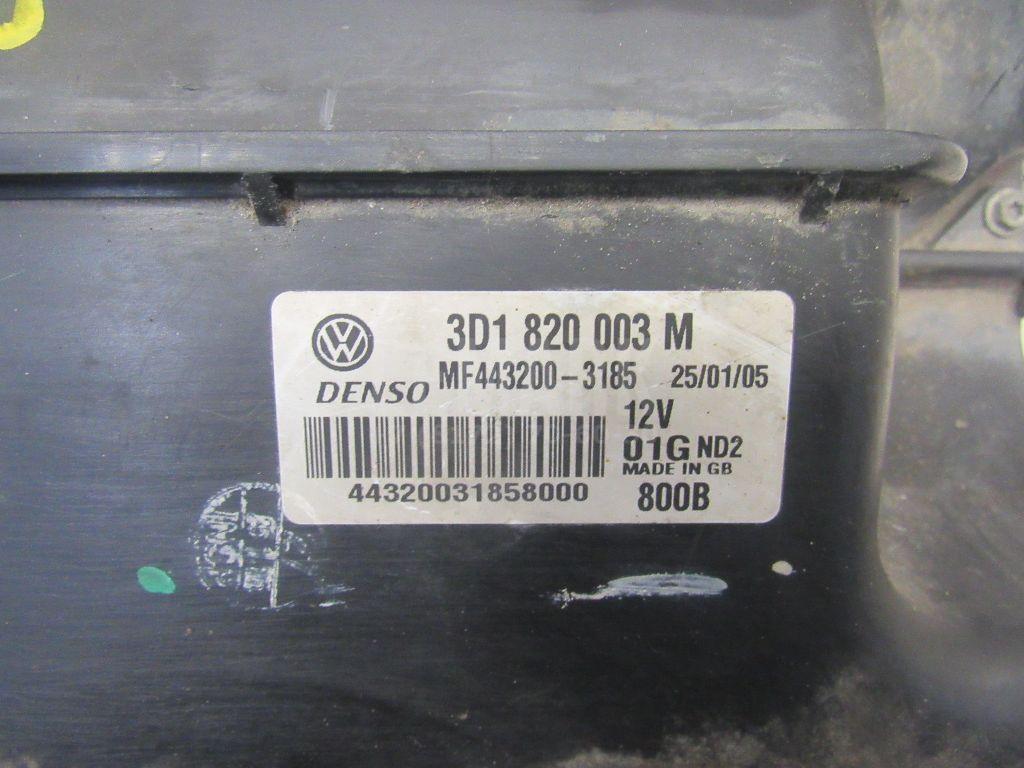 3D1 820 003 M
DENSO MF443200-3185 25/01/05
12V
01G ND2
MADE IN GB
44320031858000 800B